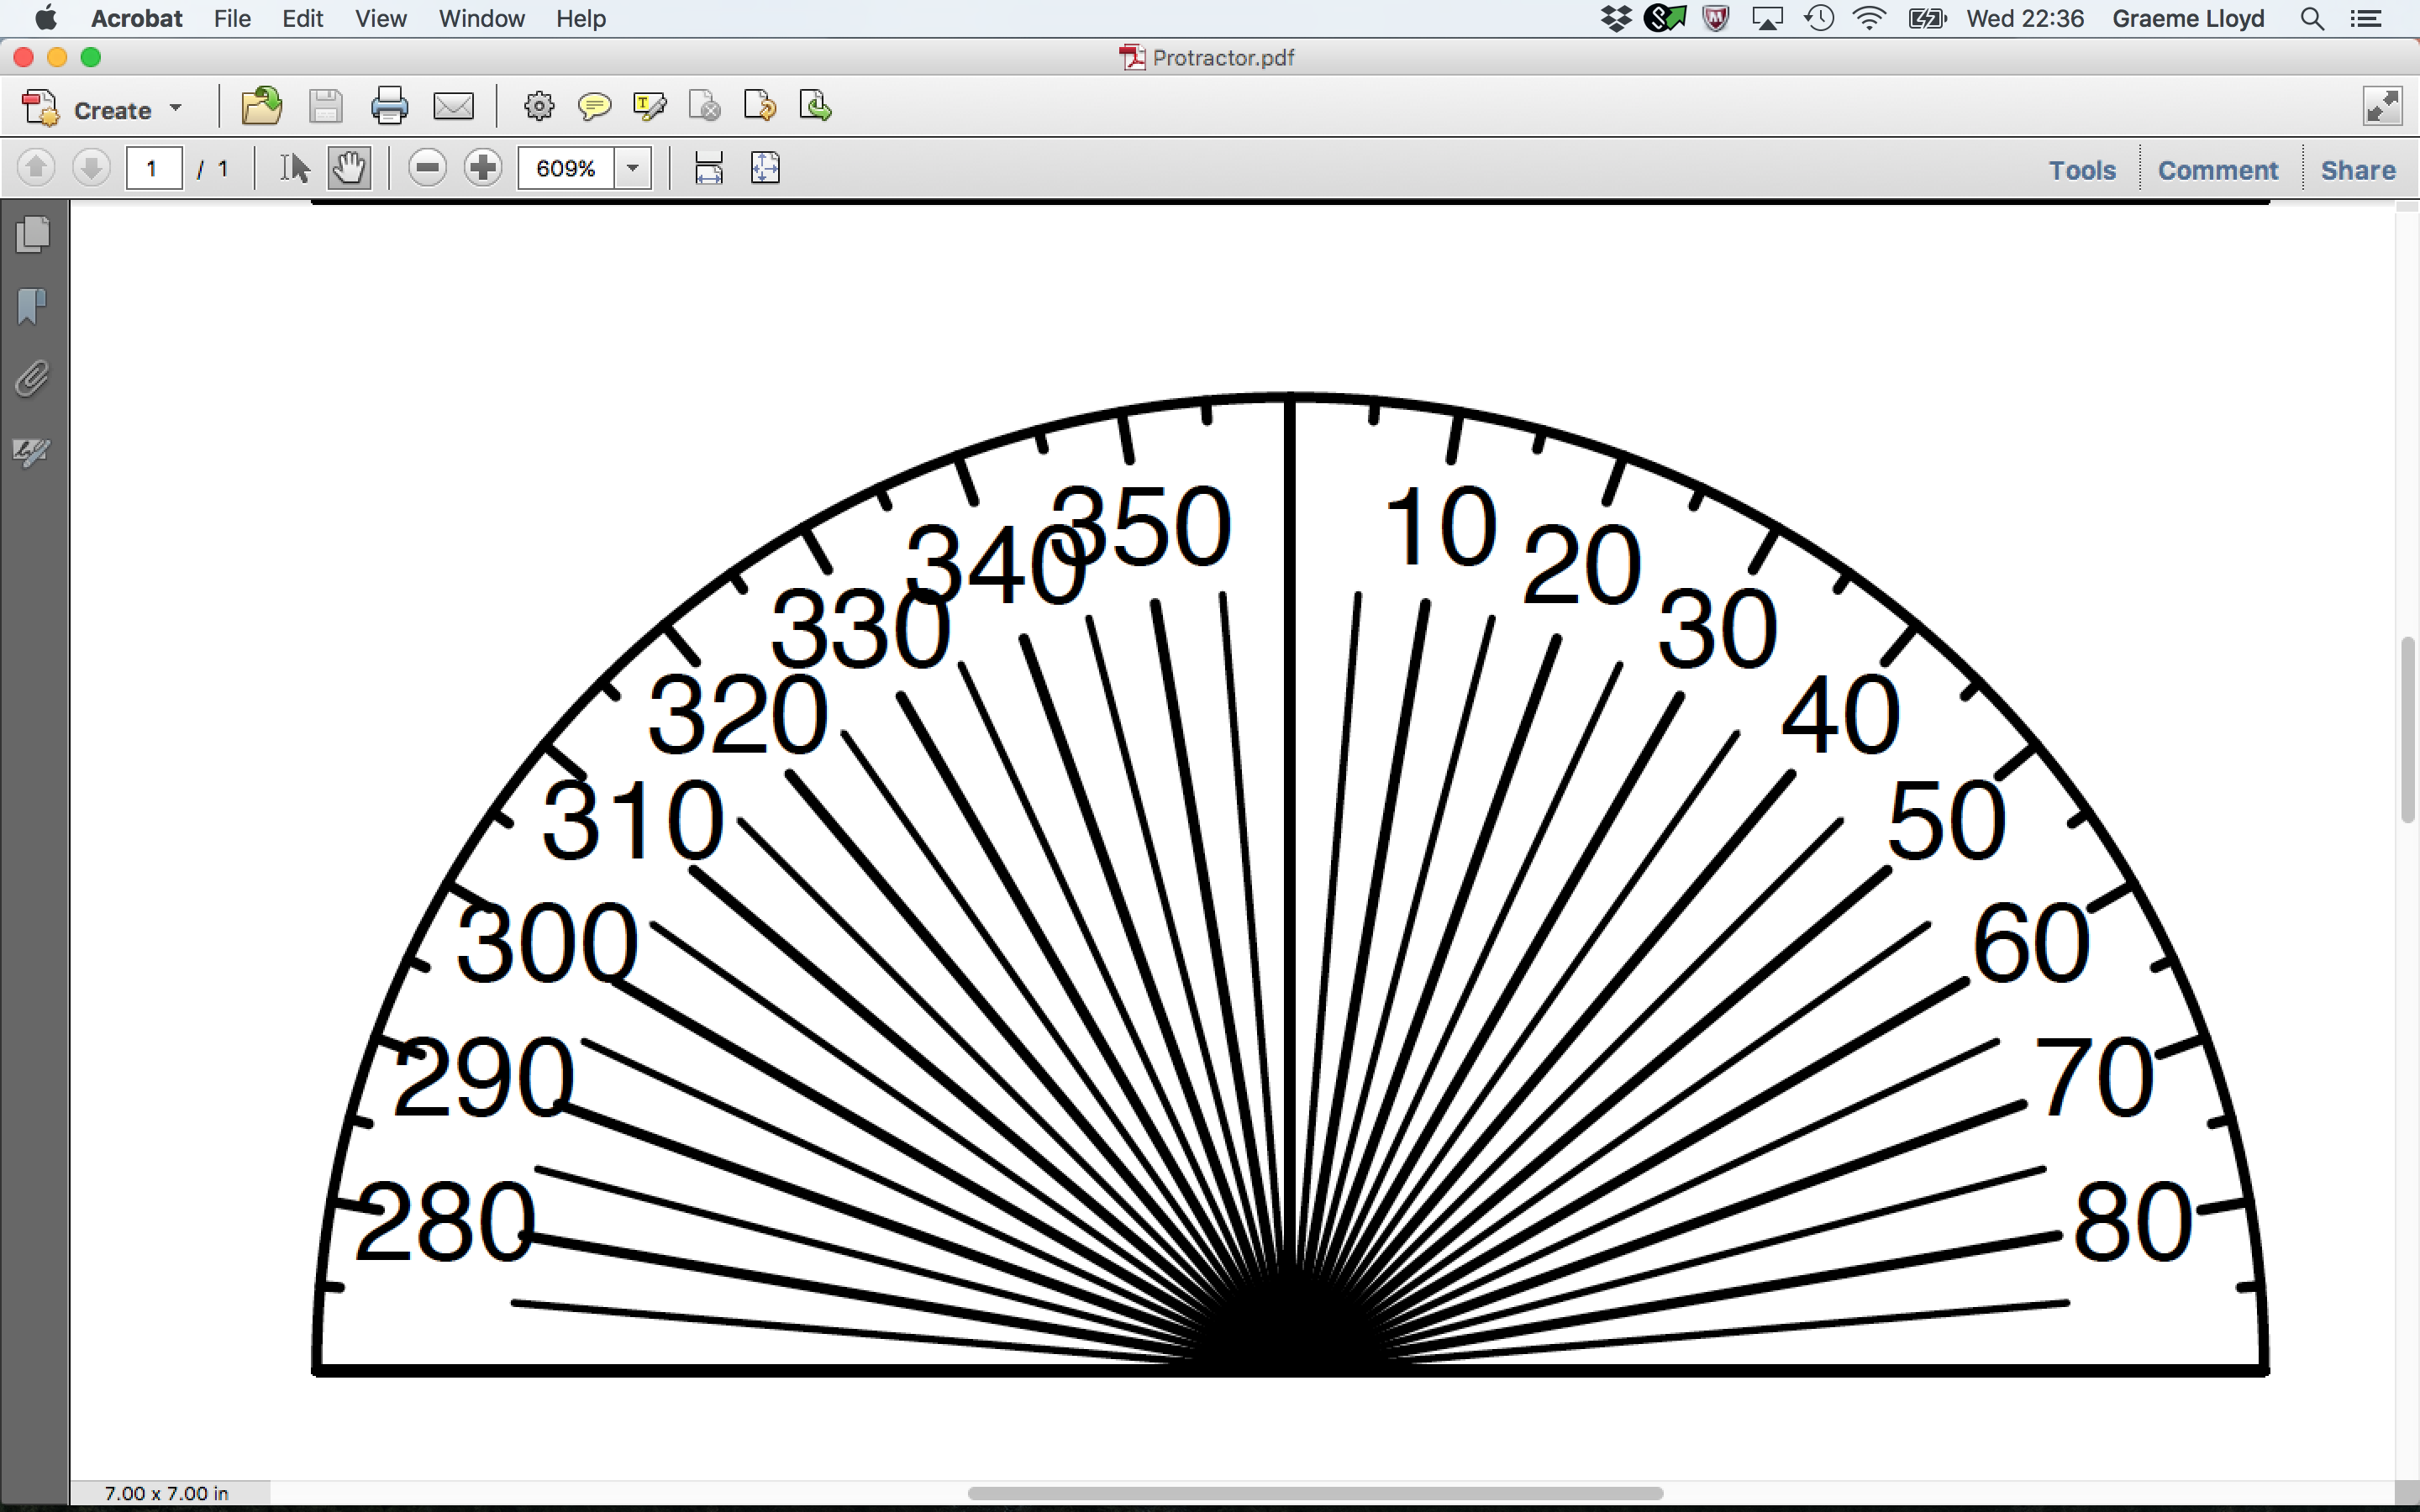 Acrobat File Edit View Window Help Wed 22:36 Graeme Lloyd
Protractor.pdf
Create
1 / 1 609% Tools Comment Share
350 10
340 20
330 30
320 40
310 50
300 60
290 70
280 80
7.00 x 7.00 in